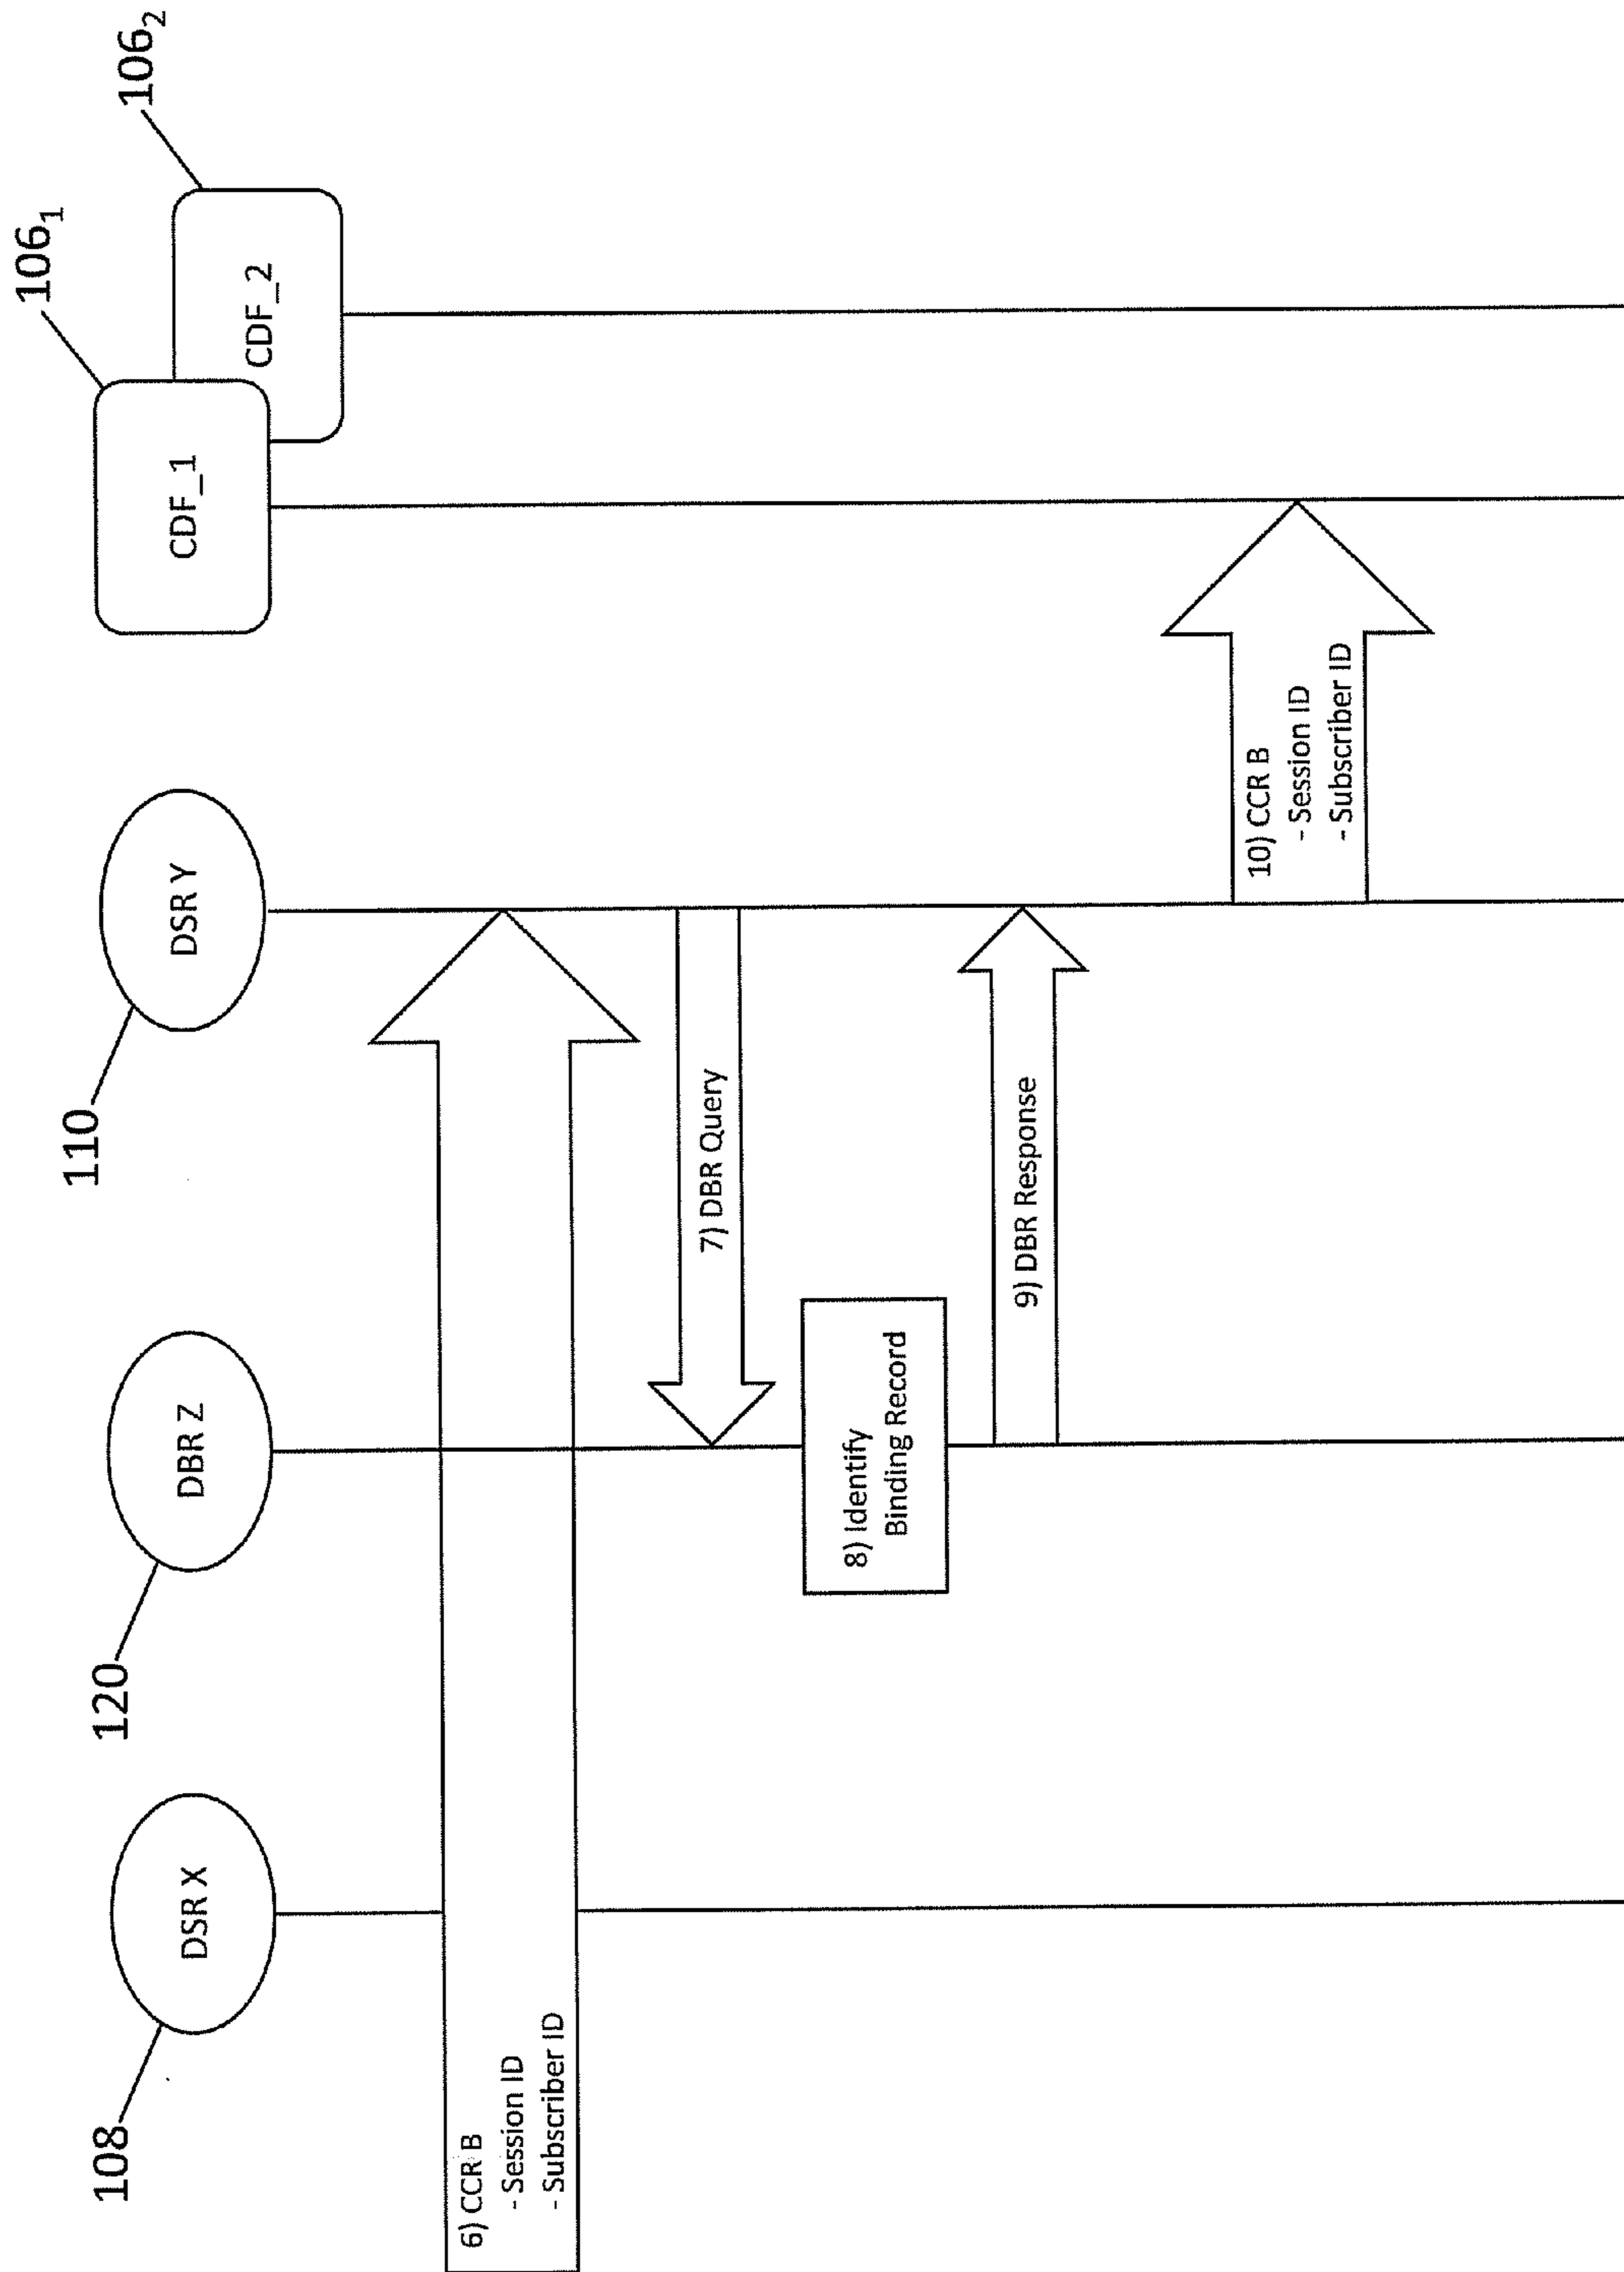 108
DSR X
120
DBR Z
110
DSR Y
106₁
CDF_1
106₂
CDF_2
6) CCR B
- Session ID
- Subscriber ID
7) DBR Query
8) Identify
Binding Record
9) DBR Response
10) CCR B
- Session ID
- Subscriber ID